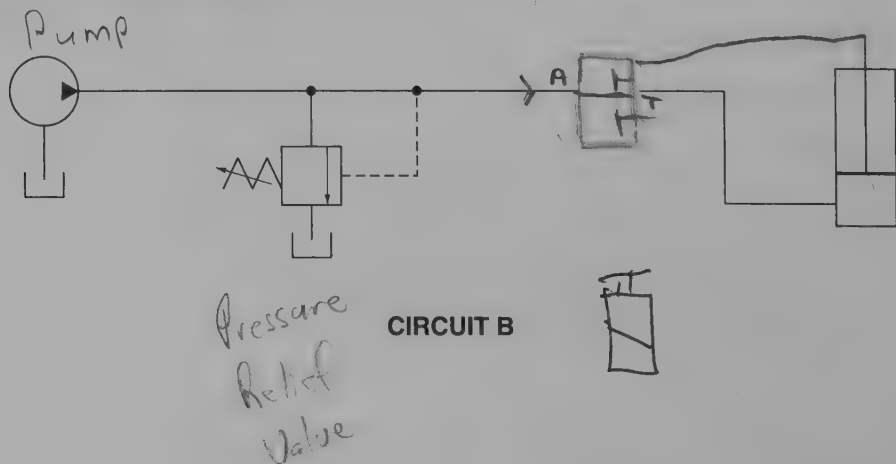 Pump
A
T
Pressure
Relief
Valve
CIRCUIT B